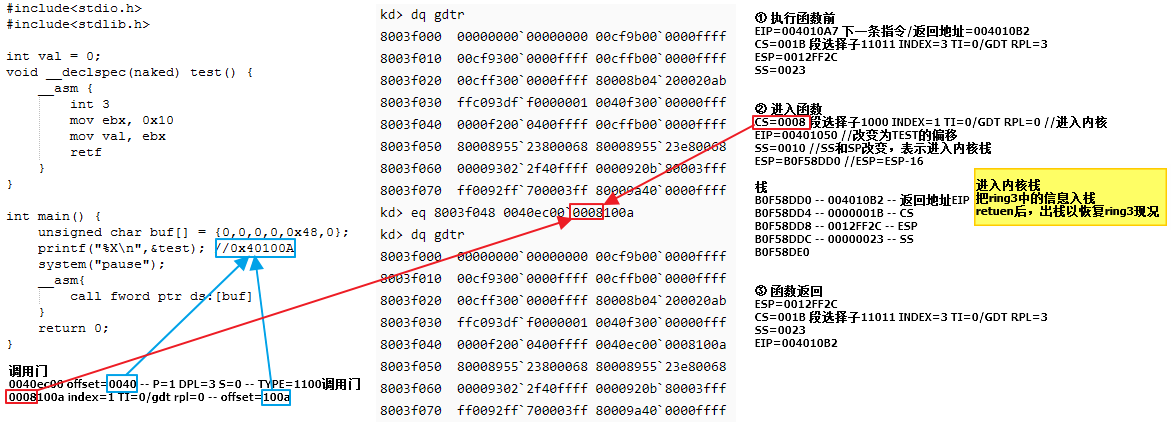 #include<stdio.h>
#include<stdlib.h>
int val = 0;
void __declspec(naked) test() {
__asm {
int 3
mov ebx, 0x10
mov val, ebx
retf
}
}
int main() {
unsigned char buf[] = {0,0,0,0,0x48,0};
printf("%X\n",&test); //0x40100A
system("pause");
__asm{
call fword ptr ds:[buf]
}
return 0;
}
调用门
0040ec00 offset=0040 -- P=1 DPL=3 S=0 -- TYPE=1100调用门
0008100a index=1 TI=0/gdt rpl=0 -- offset=100a
kd> dq gdtr
8003f000 00000000`00000000 00cf9b00`0000ffff
8003f010 00cf9300`0000ffff 00cffb00`0000ffff
8003f020 00cff300`0000ffff 80008b04`200020ab
8003f030 ffc093df`f0000001 0040f300`00000fff
8003f040 0000f200`0400ffff 00cffb00`0000ffff
8003f050 80008955`23800068 80008955`23e80068
8003f060 00009302`2f40ffff 0000920b`80003fff
8003f070 ff0092ff`700003ff 80009a40`0000ffff
kd> eq 8003f048 0040ec00`0008100a
kd> dq gdtr
8003f000 00000000`00000000 00cf9b00`0000ffff
8003f010 00cf9300`0000ffff 00cffb00`0000ffff
8003f020 00cff300`0000ffff 80008b04`200020ab
8003f030 ffc093df`f0000001 0040f300`00000fff
8003f040 0000f200`0400ffff 0040ec00`0008100a
8003f050 80008955`23800068 80008955`23e80068
8003f060 00009302`2f40ffff 0000920b`80003fff
8003f070 ff0092ff`700003ff 80009a40`0000ffff
① 执行函数前
EIP=004010A7 下一条指令/返回地址=004010B2
CS=001B 段选择子11011 INDEX=3 TI=0/GDT RPL=3
ESP=0012FF2C
SS=0023
② 进入函数
CS=0008 段选择子1000 INDEX=1 TI=0/GDT RPL=0 //进入内核
EIP=00401050 //改变为TEST的偏移
SS=0010 //SS和SP改变，表示进入内核栈
ESP=B0F58DD0 //ESP=ESP-16
栈
B0F58DD0 -- 004010B2 -- 返回地址EIP
B0F58DD4 -- 0000001B -- CS
B0F58DD8 -- 0012FF2C -- ESP
B0F58DDC -- 00000023 -- SS
B0F58DE0
进入内核栈
把ring3中的信息入栈
retuen后，出栈以恢复ring3现况
③ 函数返回
ESP=0012FF2C
CS=001B 段选择子11011 INDEX=3 TI=0/GDT RPL=3
SS=0023
EIP=004010B2